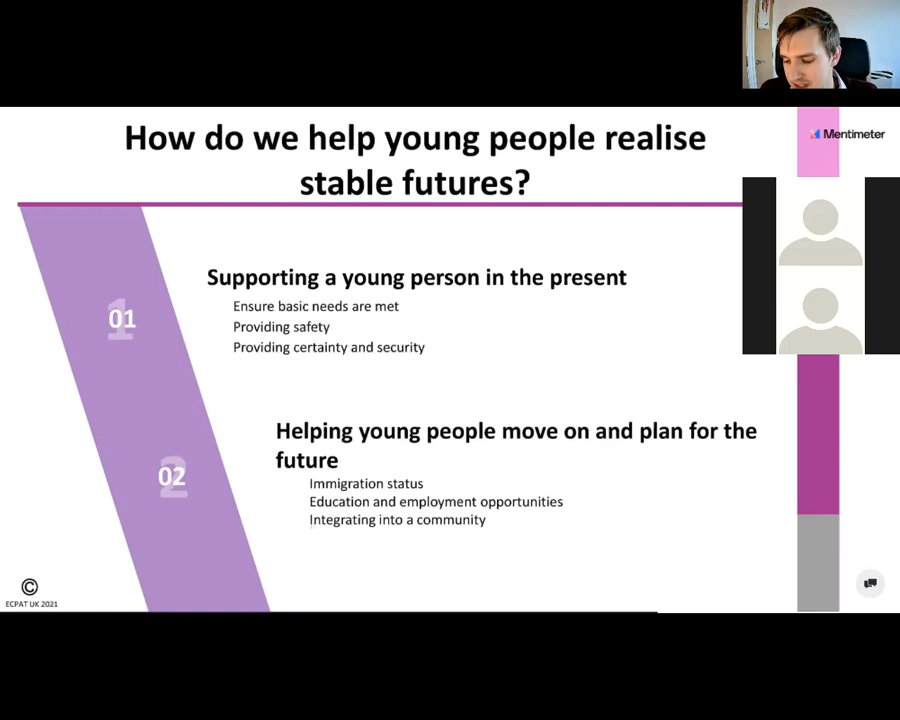 How do we help young people realise
stable futures?
Mentimeter
Supporting a young person in the present
01
Ensure basic needs are met
Providing safety
Providing certainty and security
Helping young people move on and plan for the
future
02
Immigration status
Education and employment opportunities
Integrating into a community
©
ECPAT UK 2021